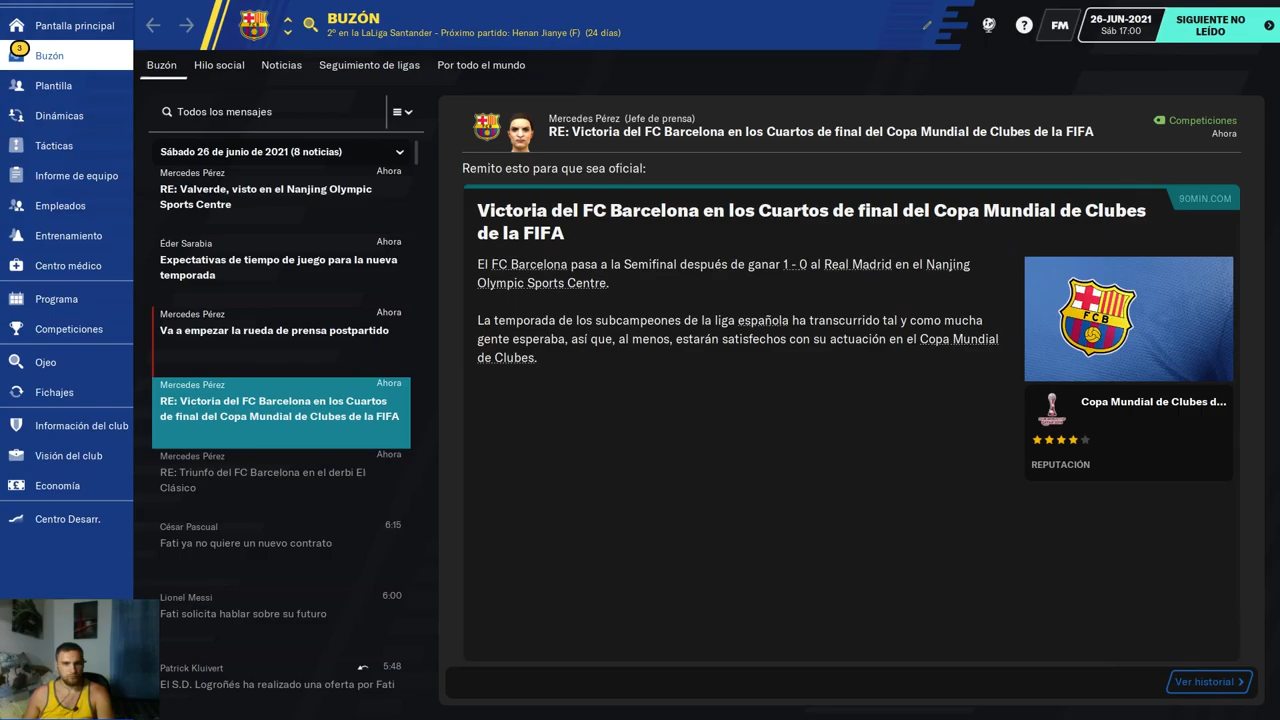 Pantalla principal
3
Buzón
Plantilla
Dinámicas
Tácticas
Informe de equipo
Empleados
Entrenamiento
Centro médico
Programa
Competiciones
Ojeo
Fichajes
Información del club
Visión del club
Economía
Centro Desarr.
BUZÓN
2º en la LaLiga Santander - Próximo partido: Henan Jianye (F) (24 días)
FM
26-JUN-2021
Sáb 17:00
SIGUIENTE NO
LEÍDO
Buzón
Hilo social
Noticias
Seguimiento de ligas
Por todo el mundo
Todos los mensajes
Sábado 26 de junio de 2021 (8 noticias)
Mercedes Pérez
Ahora
RE: Valverde, visto en el Nanjing Olympic
Sports Centre
Éder Sarabia
Ahora
Expectativas de tiempo de juego para la nueva
temporada
Mercedes Pérez
Ahora
Va a empezar la rueda de prensa postpartido
Mercedes Pérez
Ahora
RE: Victoria del FC Barcelona en los Cuartos
de final del Copa Mundial de Clubes de la FIFA
Mercedes Pérez
Ahora
RE: Triunfo del FC Barcelona en el derbi El
Clásico
César Pascual
6:15
Fati ya no quiere un nuevo contrato
Lionel Messi
6:00
Fati solicita hablar sobre su futuro
Patrick Kluivert
5:48
El S.D. Logroñés ha realizado una oferta por Fati
Mercedes Pérez (Jefe de prensa)
RE: Victoria del FC Barcelona en los Cuartos de final del Copa Mundial de Clubes de la FIFA
Competiciones
Ahora
Remito esto para que sea oficial:
90MIN.COM
Victoria del FC Barcelona en los Cuartos de final del Copa Mundial de Clubes
de la FIFA
El FC Barcelona pasa a la Semifinal después de ganar 1 - 0 al Real Madrid en el Nanjing
Olympic Sports Centre.
La temporada de los subcampeones de la liga española ha transcurrido tal y como mucha
gente esperaba, así que, al menos, estarán satisfechos con su actuación en el Copa Mundial
de Clubes.
FCB
Copa Mundial de Clubes d...
REPUTACIÓN
Ver historial